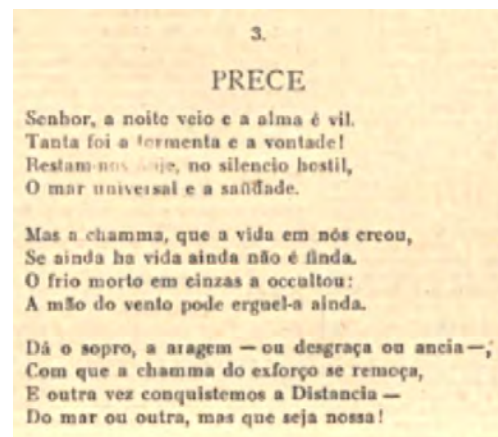 3.
PRECE
Senhor, a noite veio e a alma é vil.
Tanta foi a tormenta e a vontade!
Restam-nos hoje, no silencio hostil,
O mar universal e a saudade.
Mas a chamma, que a vida em nós creou,
Se ainda ha vida ainda não é finda.
O frio morto em cinzas a occultou:
A mão do vento pode erguel-a ainda.
Dá o sopro, a aragem — ou desgraça ou ancia —,
Com que a chamma do exforço se remoça,
E outra vez conquistemos a Distancia —
Do mar ou outra, mas que seja nossa!